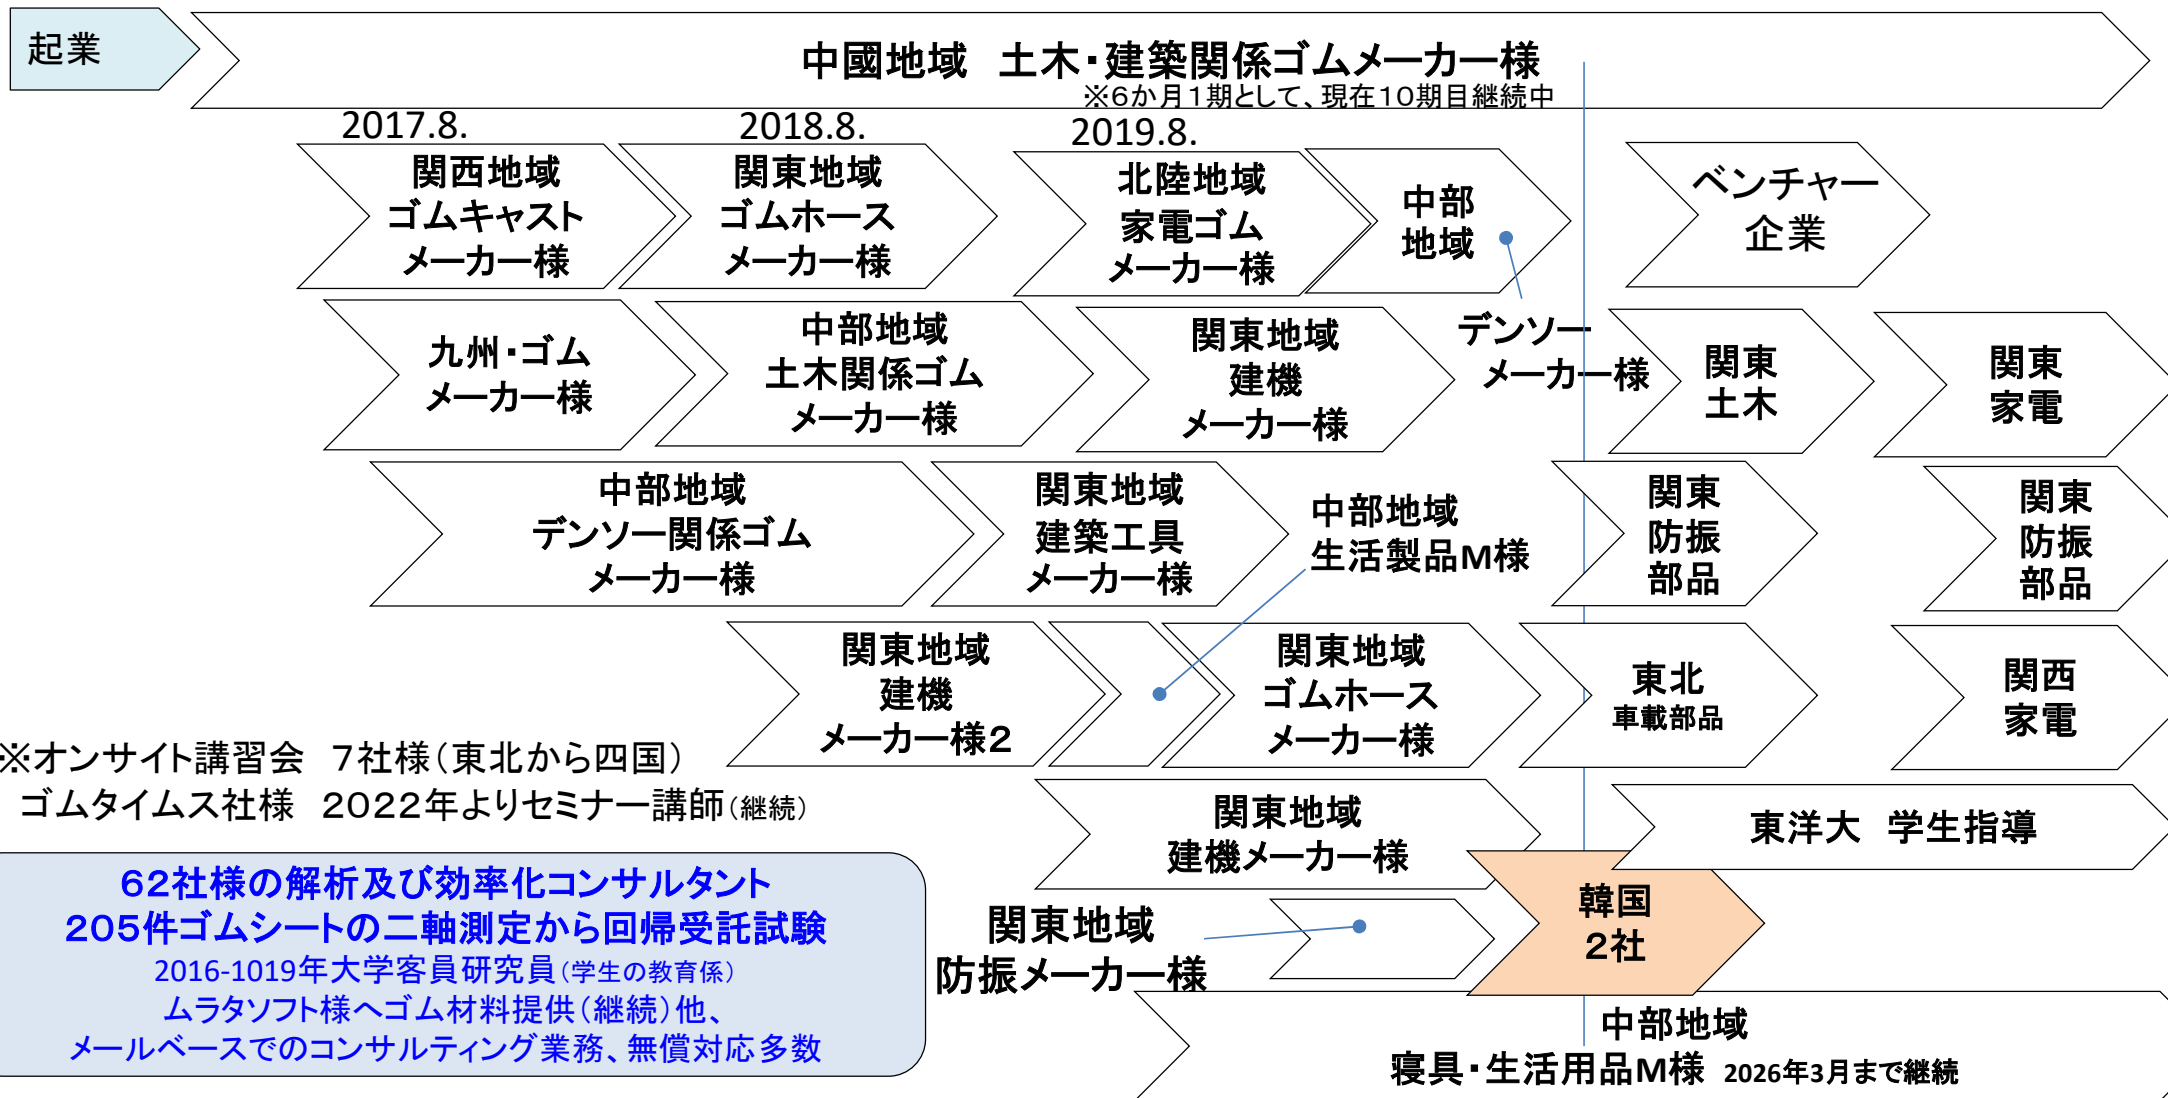 起業
中國地域　土木・建築関係ゴムメーカー様
※6か月1期として、現在10期目継続中
2017.8.
2018.8.
2019.8.
関西地域
ゴムキャスト
メーカー様
関東地域
ゴムホース
メーカー様
北陸地域
家電ゴム
メーカー様
中部
地域
ベンチャー
企業
九州・ゴム
メーカー様
中部地域
土木関係ゴム
メーカー様
関東地域
建機
メーカー様
デンソー
メーカー様
関東
土木
関東
家電
中部地域
デンソー関係ゴム
メーカー様
関東地域
建築工具
メーカー様
中部地域
生活製品M様
関東
防振
部品
関東
防振
部品
関東地域
建機
メーカー様2
関東地域
ゴムホース
メーカー様
東北
車載部品
関西
家電
※オンサイト講習会　7社様（東北から四国）
ゴムタイムス社様　2022年よりセミナー講師（継続）
関東地域
建機メーカー様
東洋大　学生指導
62社様の解析及び効率化コンサルタント
205件ゴムシートの二軸測定から回帰受託試験
2016-1019年大学客員研究員（学生の教育係）
ムラタソフト様へゴム材料提供（継続）他、
メールベースでのコンサルティング業務、無償対応多数
関東地域
防振メーカー様
韓国
2社
中部地域
寝具・生活用品M様 2026年3月まで継続